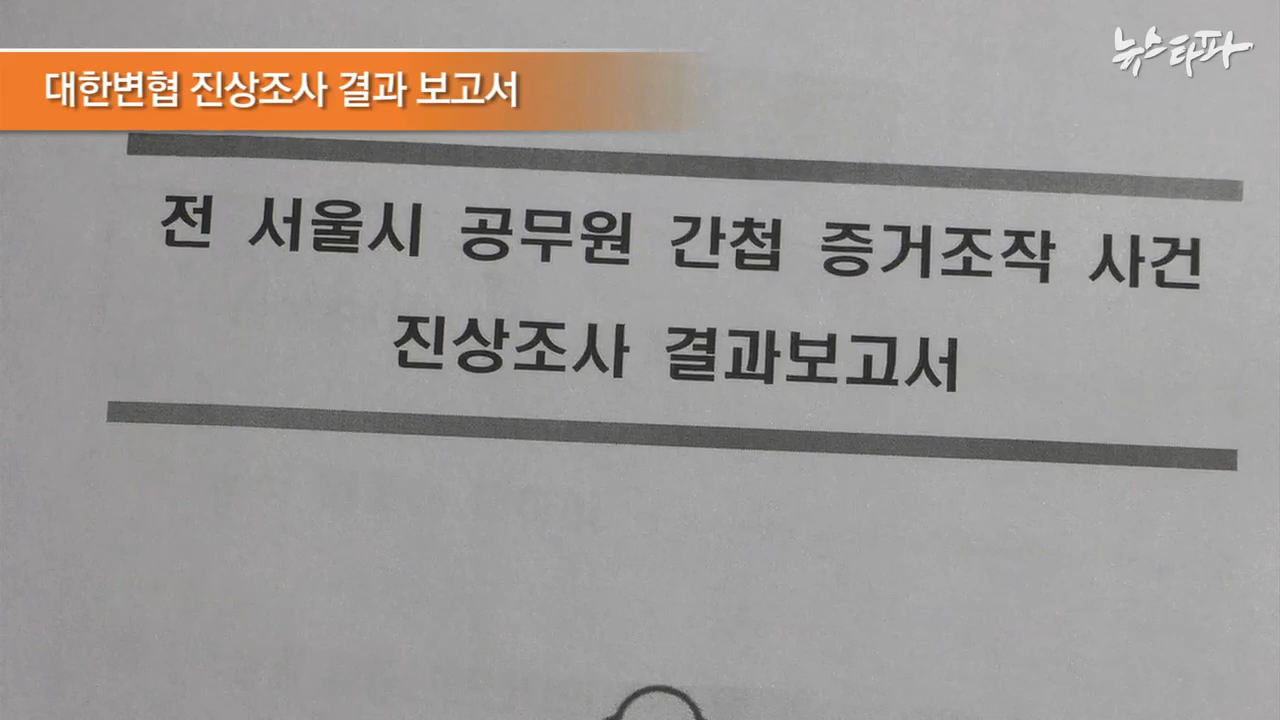 뉴스타파
대한변협 진상조사 결과 보고서
전 서울시 공무원 간첩 증거조작 사건
진상조사 결과보고서